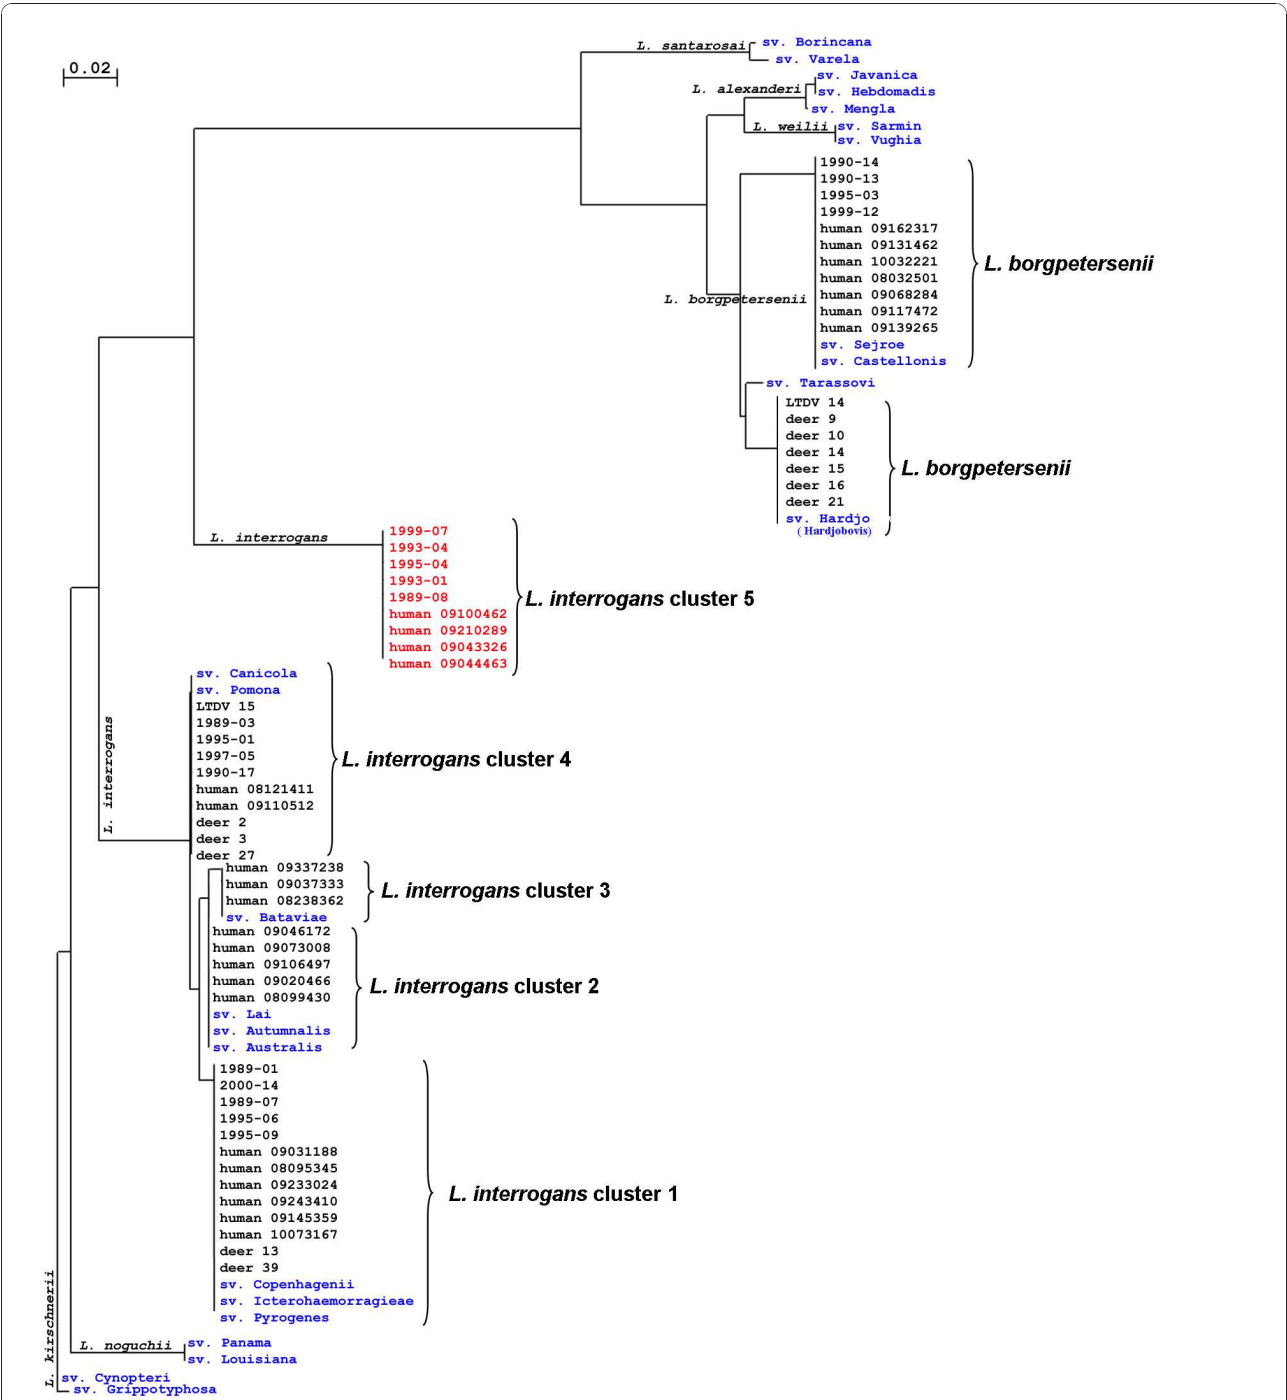 0.02
L. santarosai
sv. Borincana
sv. Varela
L. alexanderi
sv. Javanica
sv. Hebdomadis
sv. Mengla
L. weilii
sv. Sarmin
sv. Vughia
1990-14
1990-13
1995-03
1999-12
human 09162317
human 09131462
human 10032221
human 08032501
human 09068284
human 09117472
human 09139265
sv. Sejroe
sv. Castellonis
L. borgpetersenii
L. borgpetersenii
sv. Tarassovi
LTDV 14
deer 9
deer 10
deer 14
deer 15
deer 16
deer 21
sv. Hardjo
( Hardjobovis)
L. borgpetersenii
L. interrogans
1999-07
1993-04
1995-04
1993-01
1989-08
human 09100462
human 09210289
human 09043326
human 09044463
L. interrogans cluster 5
L. interrogans
sv. Canicola
sv. Pomona
LTDV 15
1989-03
1995-01
1997-05
1990-17
human 08121411
human 09110512
deer 2
deer 3
deer 27
L. interrogans cluster 4
human 09337238
human 09037333
human 08238362
sv. Bataviae
L. interrogans cluster 3
human 09046172
human 09073008
human 09106497
human 09020466
human 08099430
sv. Lai
sv. Autumnalis
sv. Australis
L. interrogans cluster 2
1989-01
2000-14
1989-07
1995-06
1995-09
human 09031188
human 08095345
human 09233024
human 09243410
human 09145359
human 10073167
deer 13
deer 39
sv. Copenhagenii
sv. Icterohaemorragieae
sv. Pyrogenes
L. interrogans cluster 1
L. noguchii
sv. Panama
sv. Louisiana
L. kirschnerii
sv. Cynopteri
sv. Grippotyphosa